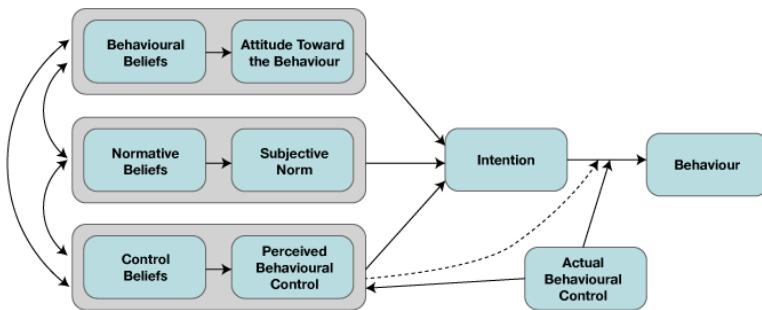 Behavioural
Beliefs
Attitude Toward
the Behaviour
Normative
Beliefs
Subjective
Norm
Intention
Behaviour
Control
Beliefs
Perceived
Behavioural
Control
Actual
Behavioural
Control